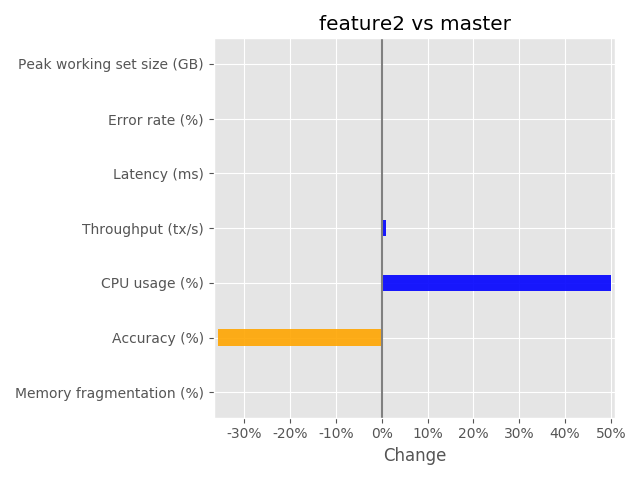 feature2 vs master
Peak working set size (GB)
Error rate (%)
Latency (ms)
Throughput (tx/s)
CPU usage (%)
Accuracy (%)
Memory fragmentation (%)
-30% -20% -10% 0% 10% 20% 30% 40% 50%
Change